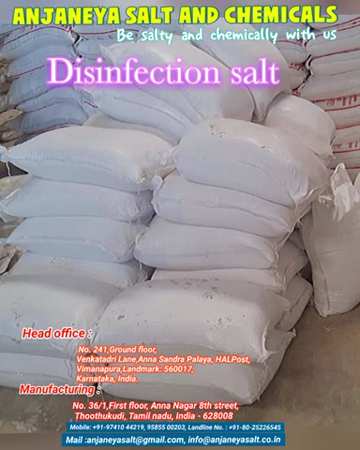 ANJANEYA SALT AND CHEMICALS
Be salty and chemically with us
Disinfection salt
Head office :
No. 241,Ground floor,
Venkatadri Lane,Anna Sandra Palaya, HALPost,
Vimanapura,Landmark: 560017,
Karnataka, India.
Manufacturing :
No. 36/1,First floor, Anna Nagar 8th street,
Thoothukudi, Tamil nadu, India - 628008
Mobile: +91-97410 44219, 95855 00203, Landline No. : +91-80-25226545
Mail :anjaneyasalt@gmail.com, info@anjaneyasalt.co.in